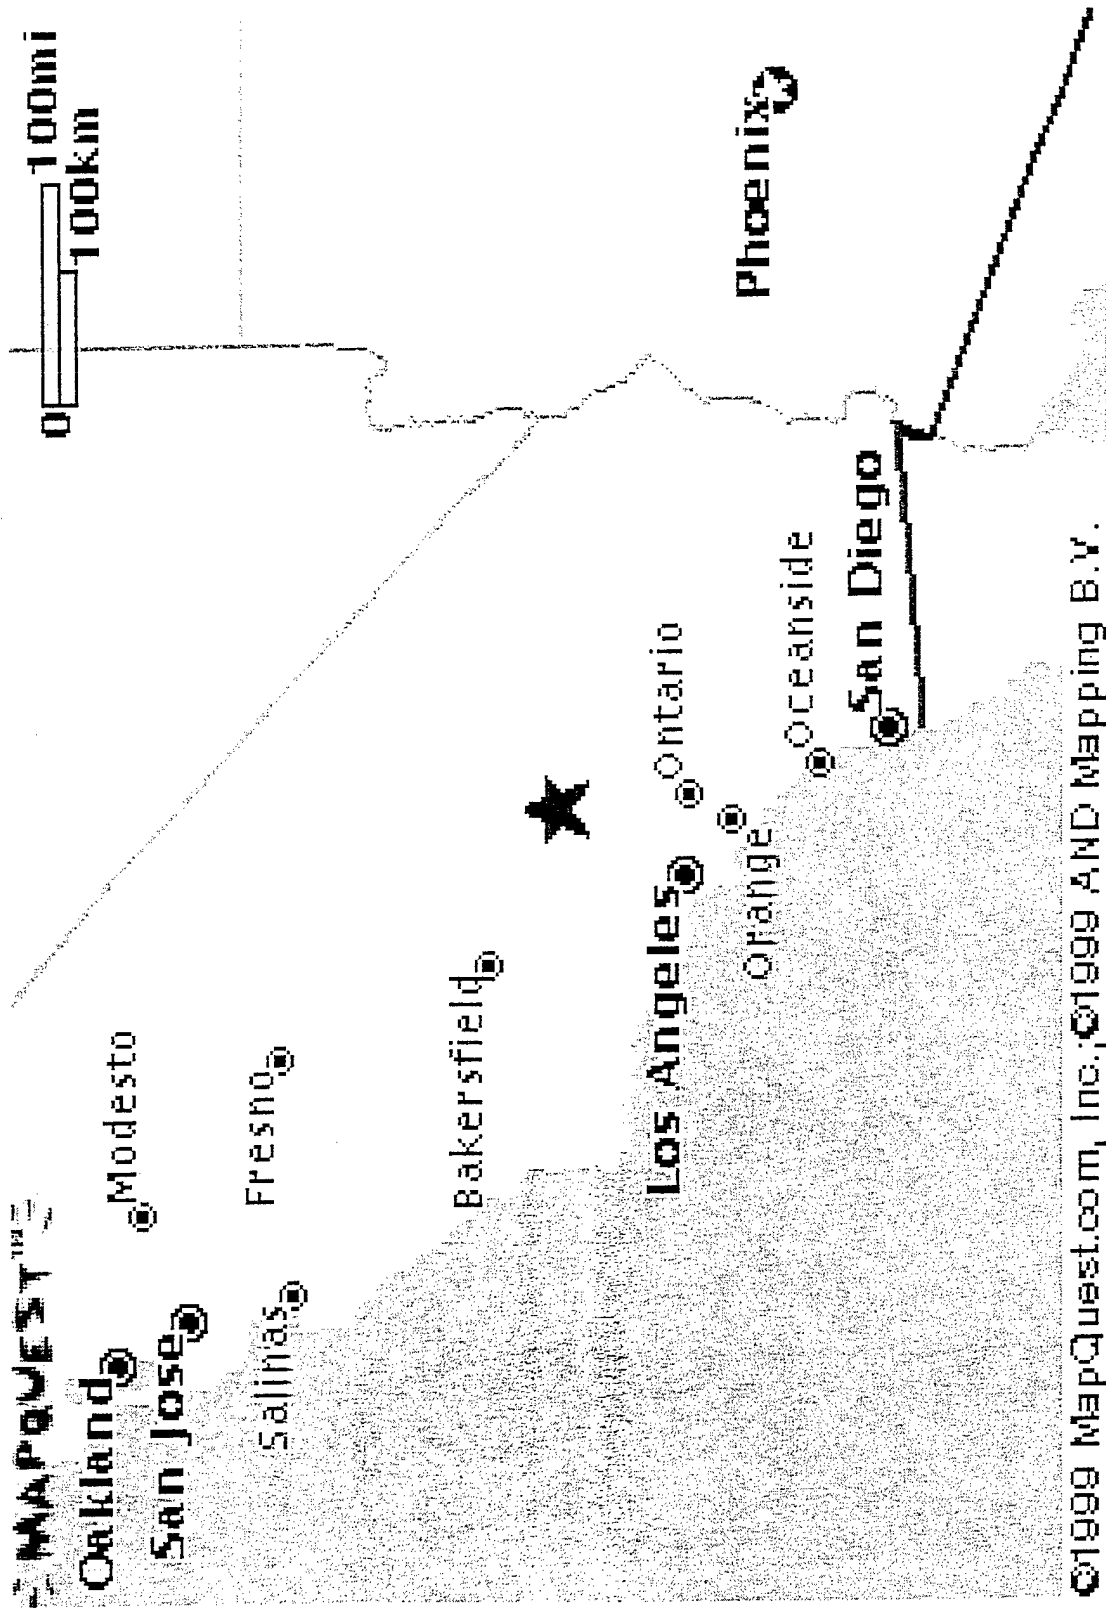 MAPQUEST™
0
100mi
100km
Oakland
Modesto
San Jose
Fresno
Salinas
Bakersfield
Ontario
Los Angeles
Phoenix
Orange
Oceanside
San Diego
©1999 MapQuest.com, Inc.;©1999 AND Mapping B.V.